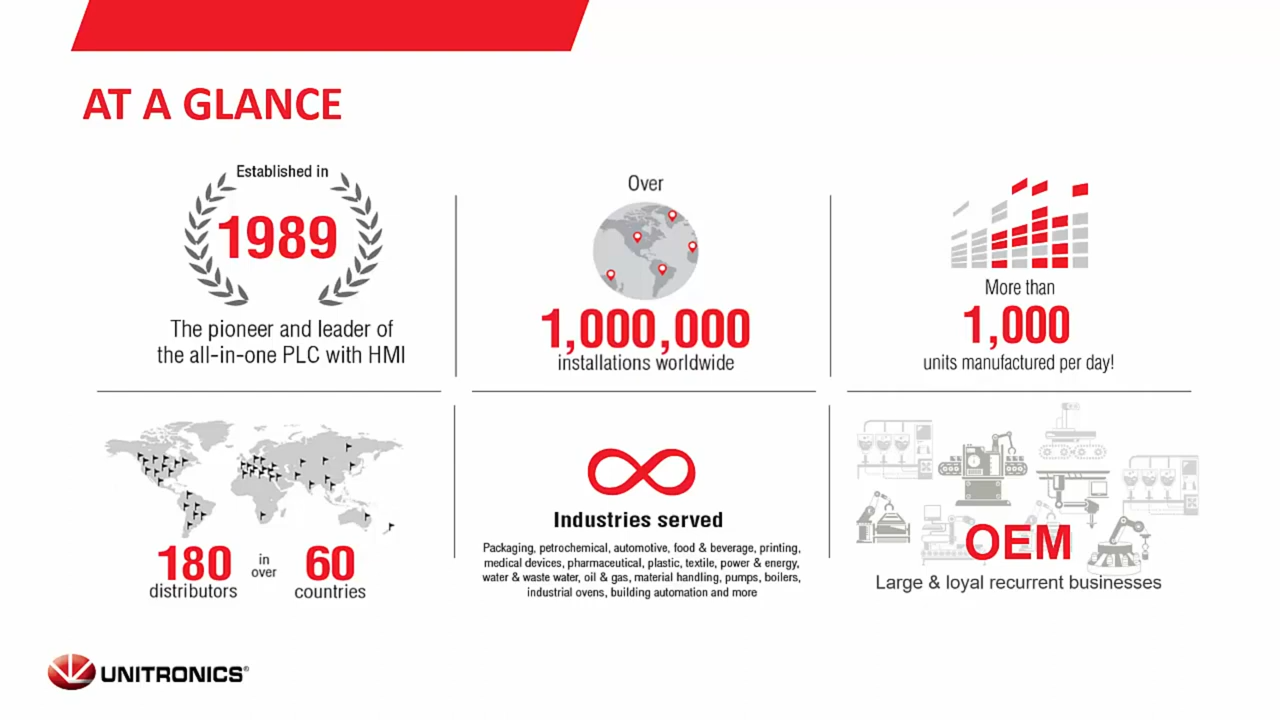 AT A GLANCE
Established in
1989
The pioneer and leader of
the all-in-one PLC with HMI
Over
1,000,000
installations worldwide
More than
1,000
units manufactured per day!
180
distributors
in
over
60
countries
Industries served
Packaging, petrochemical, automotive, food & beverage, printing,
medical devices, pharmaceutical, plastic, textile, power & energy,
water & waste water, oil & gas, material handling, pumps, boilers,
industrial ovens, building automation and more
OEM
Large & loyal recurrent businesses
UNITRONICS®